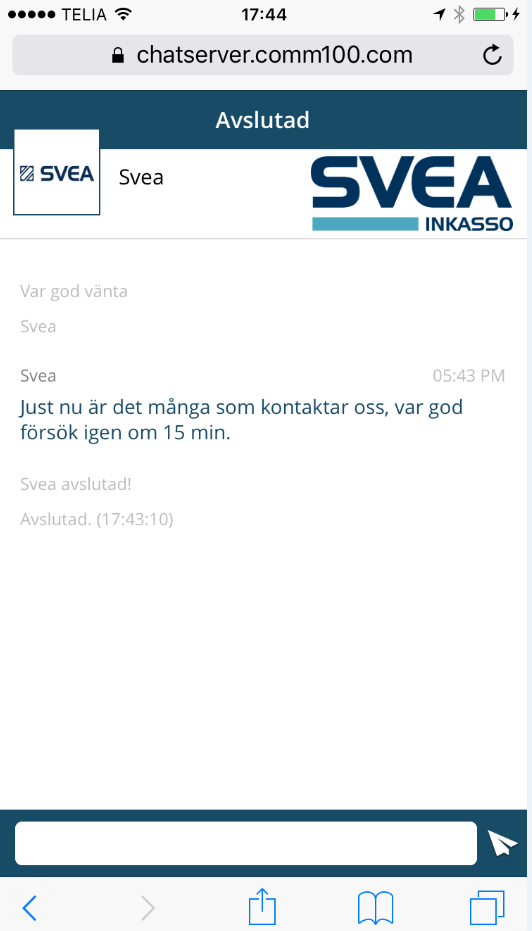 TELIA
17:44
chatserver.comm100.com
Avslutad
SVEA
Svea
SVEA
INKASSO
Var god vänta
Svea
Svea
05:43 PM
Just nu är det många som kontaktar oss, var god
försök igen om 15 min.
Svea avslutad!
Avslutad. (17:43:10)